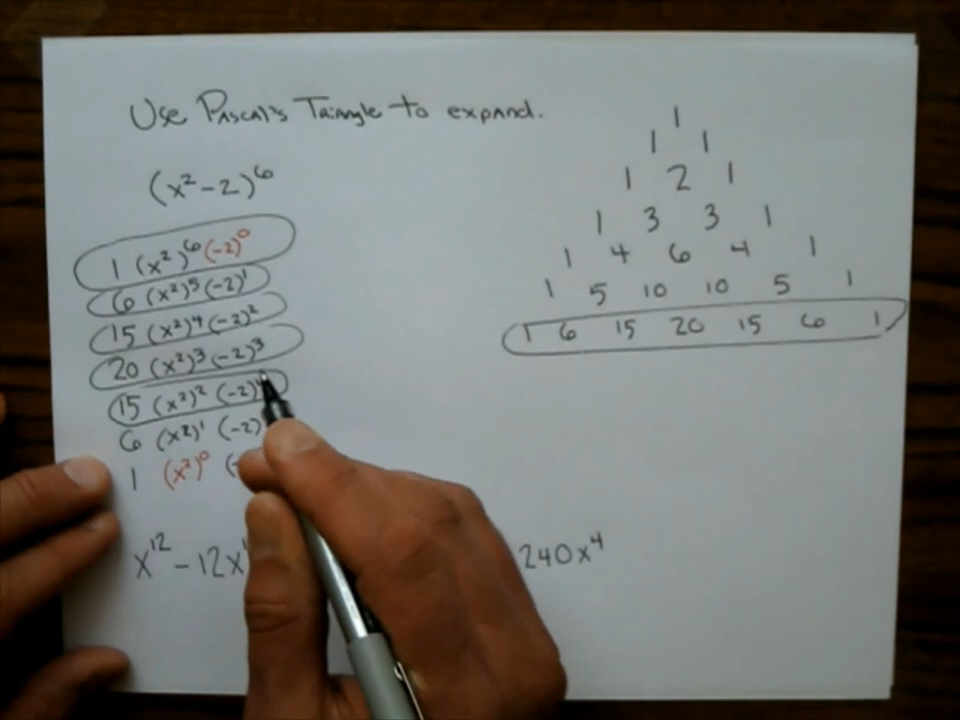 Use Pascal's Triangle to expand.
(x²-2)⁶
1 (x²)⁶(-2)⁰
6 (x²)⁵(-2)¹
15 (x²)⁴(-2)²
20 (x²)³(-2)³
15 (x²)² (-2)⁴
6 (x²)¹ (-2)
1 (x²)⁰ (-
x¹² - 12x¹ 240x⁴
1
1 1
1 2 1
1 3 3 1
1 4 6 4 1
1 5 10 10 5 1
1 6 15 20 15 6 1